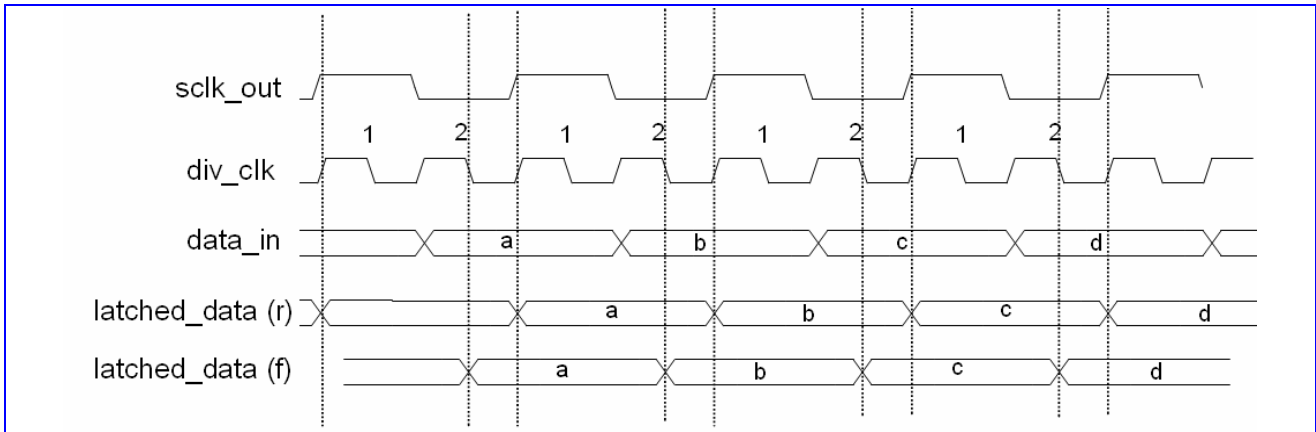 sclk_out
1 2 1 2 1 2 1 2
div_clk
data_in a b c d
latched_data (r) a b c d
latched_data (f) a b c d